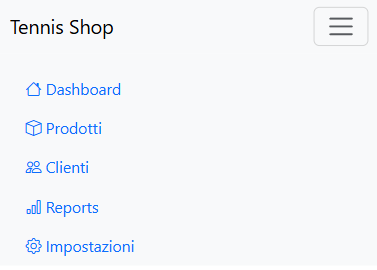 Tennis Shop
Dashboard
Prodotti
Clienti
Reports
Impostazioni